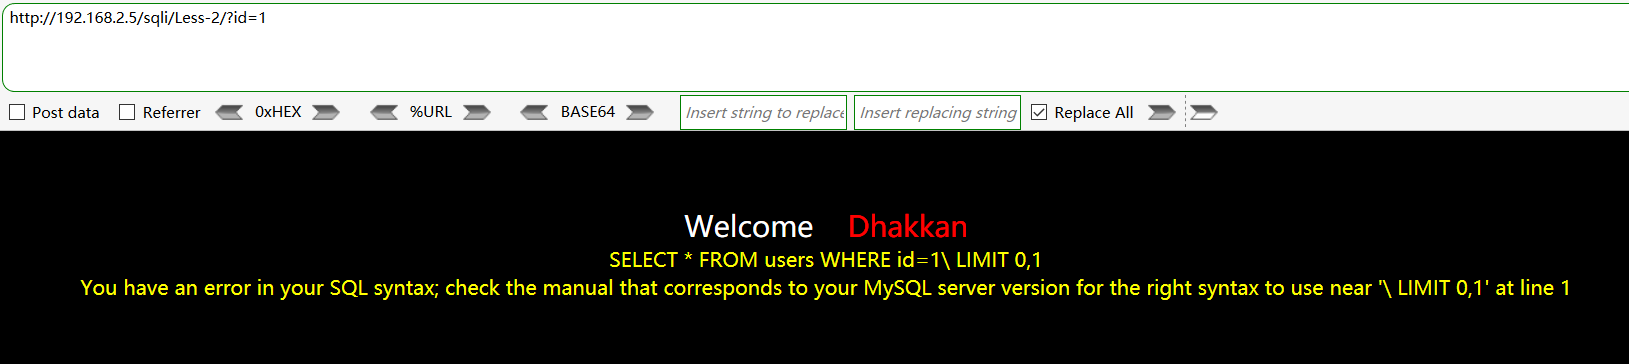 http://192.168.2.5/sqli/Less-2/?id=1
Post data Referrer 0xHEX %URL BASE64 Insert string to replace Insert replacing string Replace All
Welcome Dhakkan
SELECT * FROM users WHERE id=1\ LIMIT 0,1
You have an error in your SQL syntax; check the manual that corresponds to your MySQL server version for the right syntax to use near '\ LIMIT 0,1' at line 1